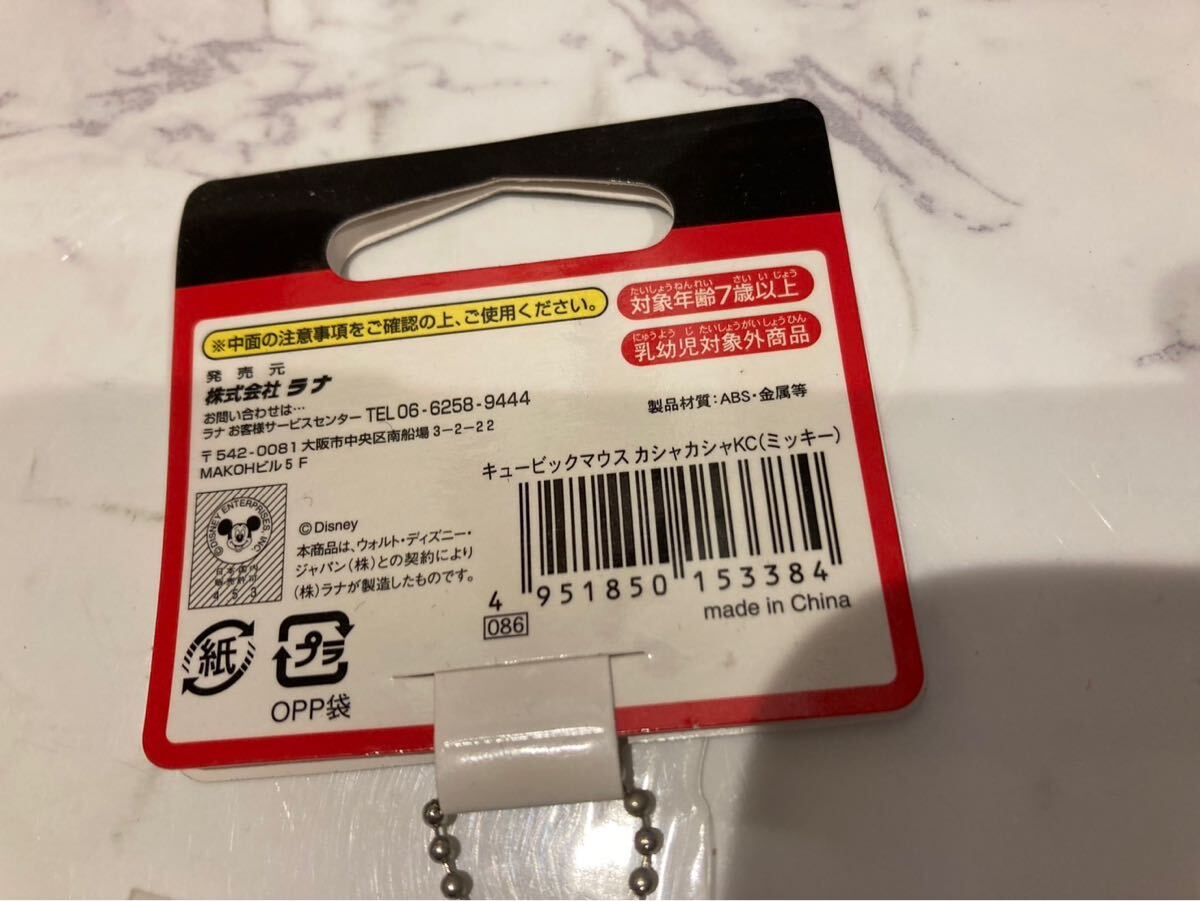 ※中面の注意事項をご確認の上、ご使用ください。
たいしょうねんれい さい いじょう
対象年齢7歳以上
にゅうようじ たいしょうがいしょうひん
乳幼児対象外商品
発売元
株式会社 ラナ
お問い合わせは…
ラナ お客様サービスセンター TEL 06-6258-9444
〒542-0081 大阪市中央区南船場 3-2-22
MAKOHビル 5 F
製品材質:ABS・金属等
キュービックマウス カシャカシャKC(ミッキー)
4 951850 153384
086
made in China
©DISNEY ENTERPRISES, INC.
日本国内
販売許可
453
©Disney
本商品は、ウォルト・ディズニー・
ジャパン(株)との契約により
(株)ラナが製造したものです。
紙
プラ
OPP袋